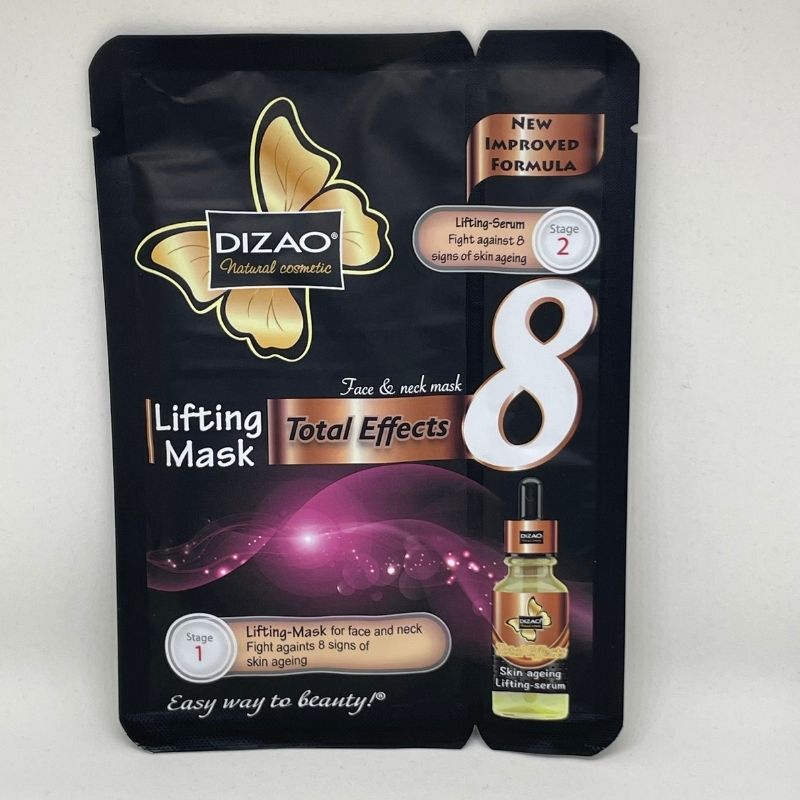 DIZAO®
Natural cosmetic
Face & neck mask
Lifting
Mask
Total Effects
8
Stage
1
Lifting-Mask for face and neck
Fight againts 8 signs of
skin ageing
Easy way to beauty!®
New
Improved
Formula
Lifting-Serum
Fight against 8
signs of skin ageing
Stage
2
DIZAO
DIZAO
Skin ageing
Lifting-serum